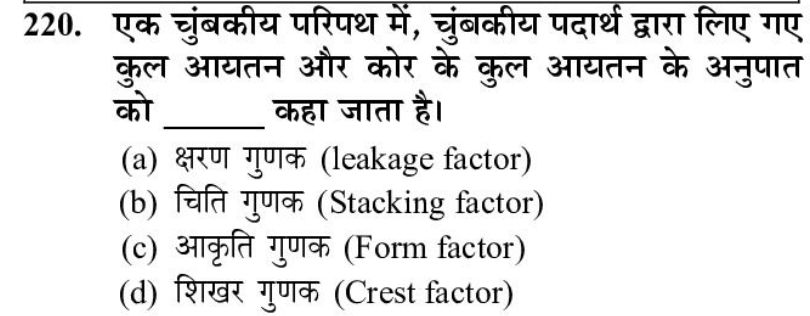 220. एक चुंबकीय परिपथ में, चुंबकीय पदार्थ द्वारा लिए गए
कुल आयतन और कोर के कुल आयतन के अनुपात
को ______ कहा जाता है।
(a) क्षरण गुणक (leakage factor)
(b) चिति गुणक (Stacking factor)
(c) आकृति गुणक (Form factor)
(d) शिखर गुणक (Crest factor)